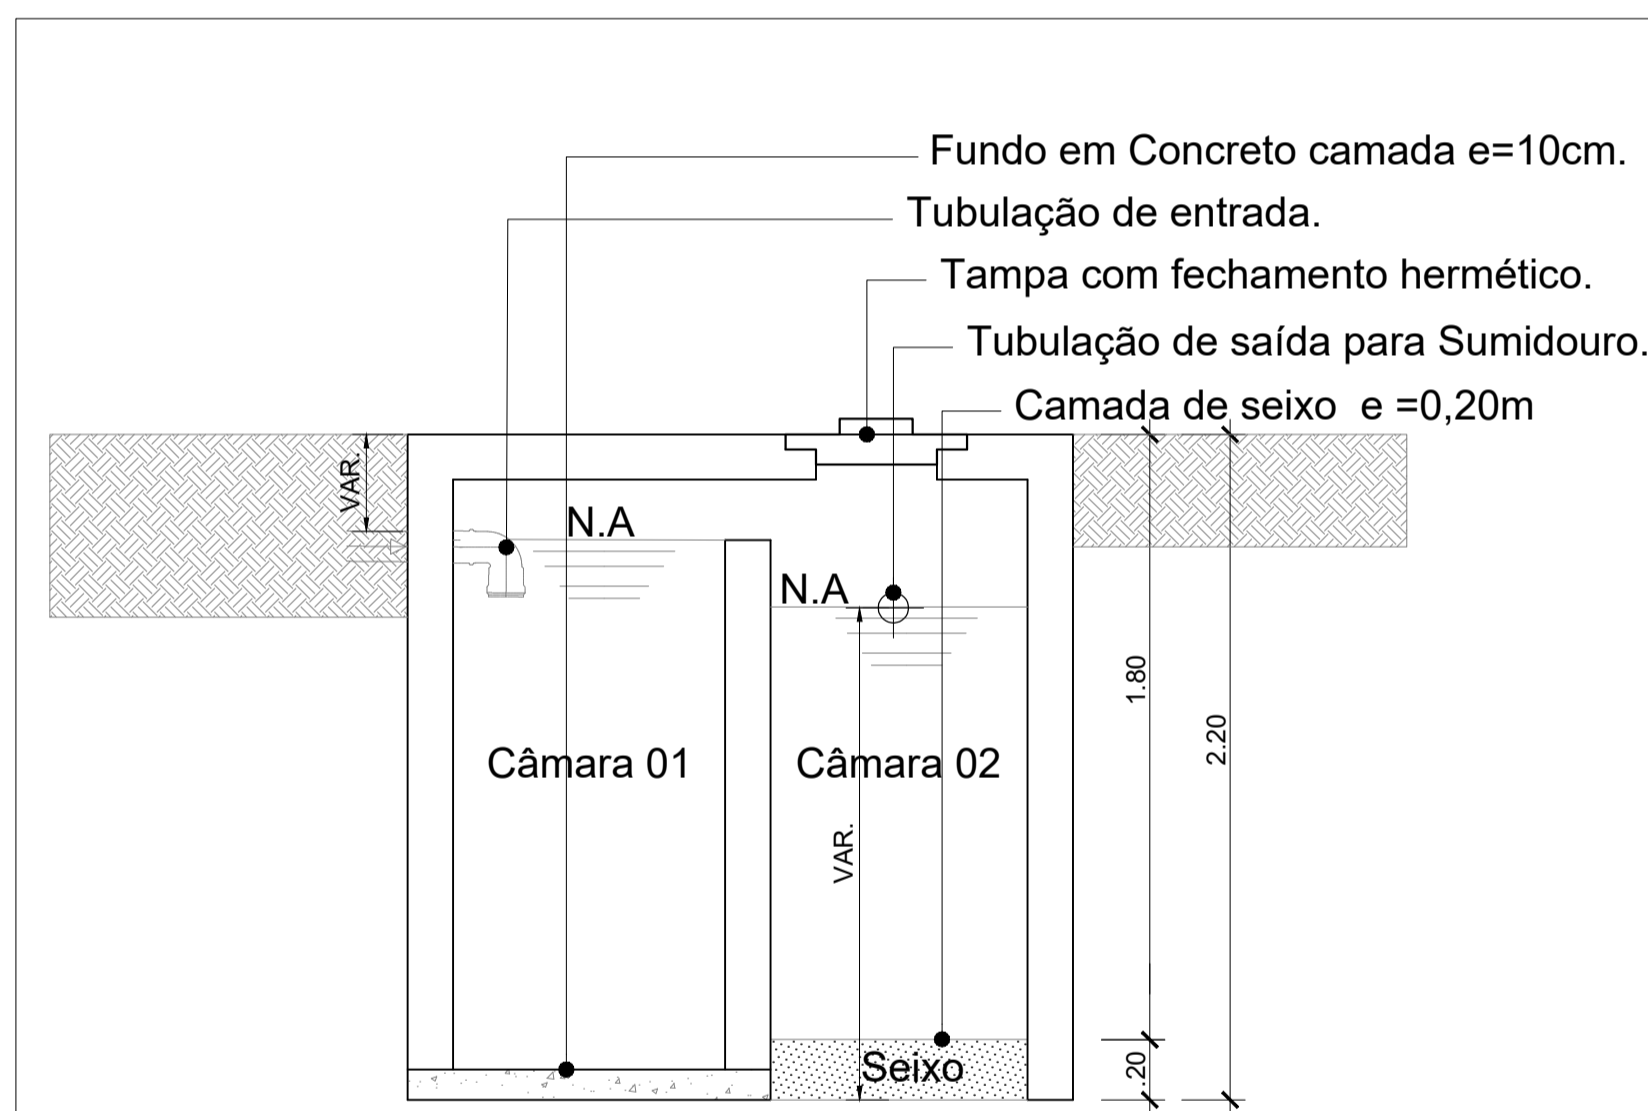 Fundo em Concreto camada e=10cm.
Tubulação de entrada.
Tampa com fechamento hermético.
Tubulação de saída para Sumidouro.
Camada de seixo e =0,20m
VAR.
N.A
N.A
1.80
2.20
Câmara 01
Câmara 02
VAR.
Seixo
.20